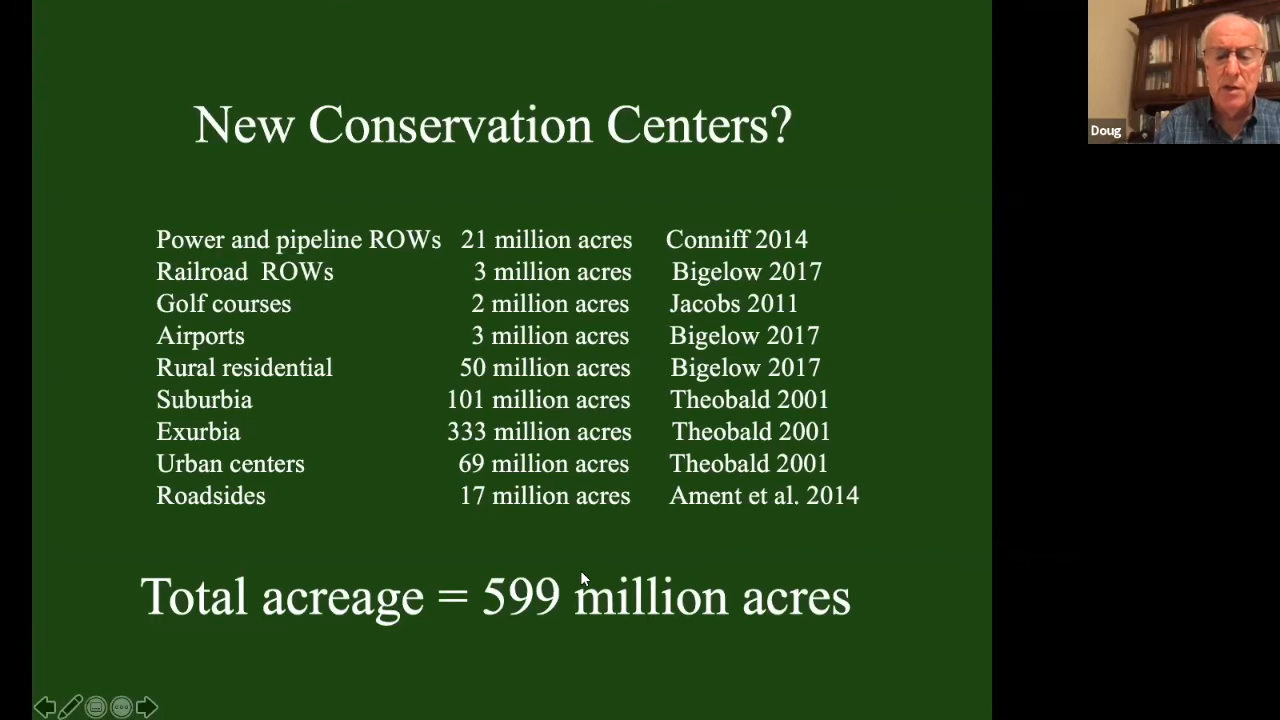 New Conservation Centers?
Power and pipeline ROWs 21 million acres Conniff 2014
Railroad ROWs 3 million acres Bigelow 2017
Golf courses 2 million acres Jacobs 2011
Airports 3 million acres Bigelow 2017
Rural residential 50 million acres Bigelow 2017
Suburbia 101 million acres Theobald 2001
Exurbia 333 million acres Theobald 2001
Urban centers 69 million acres Theobald 2001
Roadsides 17 million acres Ament et al. 2014
Total acreage = 599 million acres
Doug